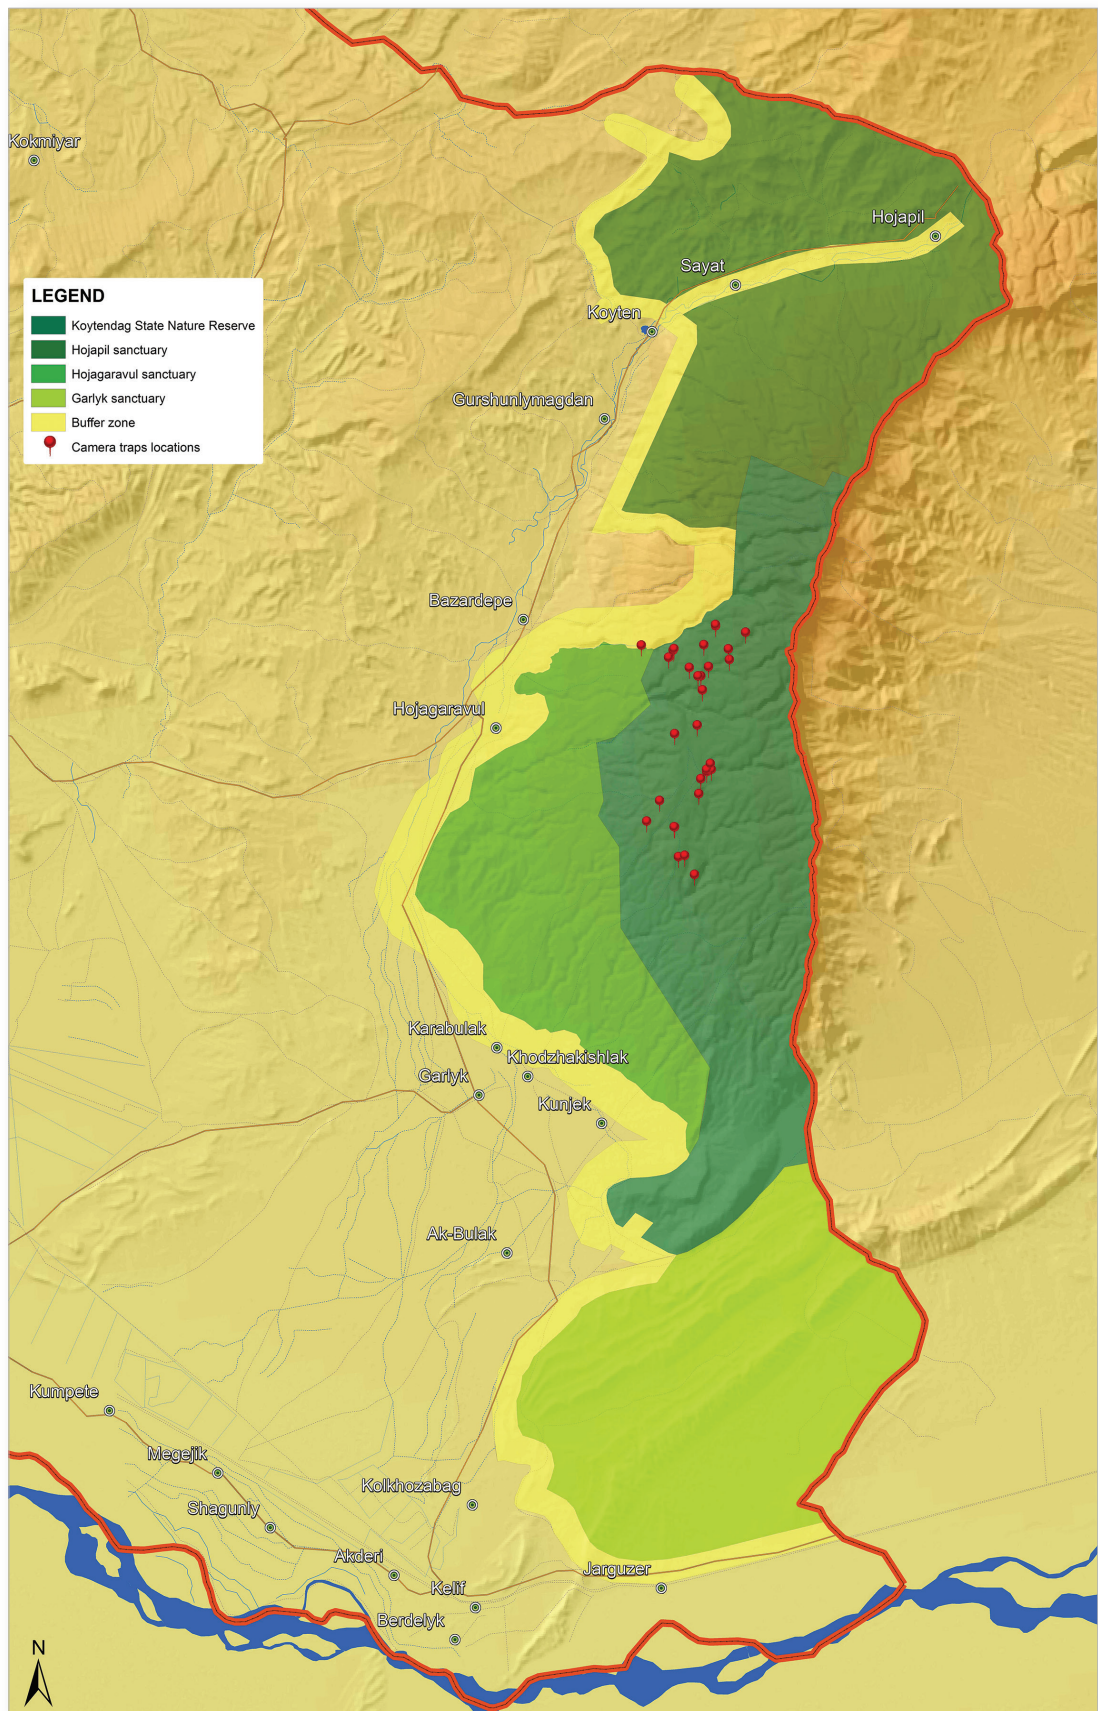 Kokmiyar
Hojapil
Sayat
LEGEND
Koytendag State Nature Reserve
Hojapil sanctuary
Hojagaravul sanctuary
Garlyk sanctuary
Buffer zone
Camera traps locations
Koyten
Gurshunlymagdan
Bazardepe
Hojagaravul
Karabulak
Khodzhakishlak
Garlyk
Kunjek
Ak-Bulak
Kumpete
Megejik
Kolkhozabag
Shagunly
Akderi
Jarguzer
Kelif
Berdelyk
N